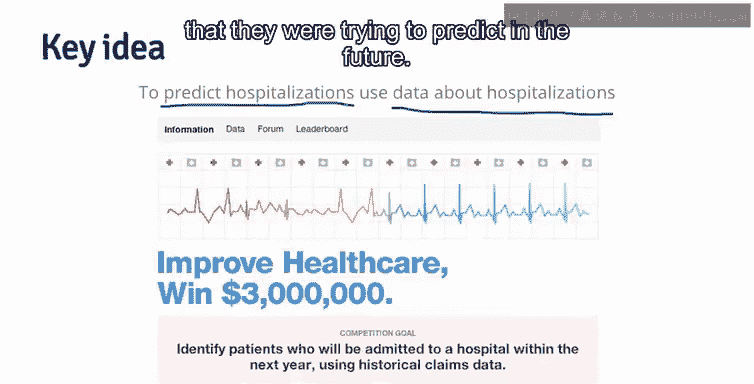 that they were trying to predict in the
future.
Key idea
To predict hospitalizations use data about hospitalizations
Information Data Forum Leaderboard
Improve Healthcare,
Win $3,000,000.
COMPETITION GOAL
Identify patients who will be admitted to a hospital within the
next year, using historical claims data.